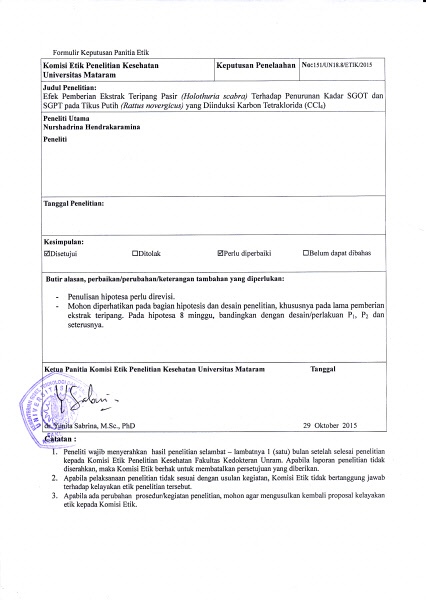 Formulir Keputusan Panitia Etik
Komisi Etik Penelitian Kesehatan
Universitas Mataram
Keputusan Penelaahan
No:151/UN18.8/ETIK/2015
Judul Penelitian:
Efek Pemberian Ekstrak Teripang Pasir (Holothuria scabra) Terhadap Penurunan Kadar SGOT dan
SGPT pada Tikus Putih (Rattus novergicus) yang Diinduksi Karbon Tetraklorida (CCl₄)
Peneliti Utama
Nurshadrina Hendrakaramina
Peneliti
Tanggal Penelitian:
Kesimpulan:
☑Disetujui ☐Ditolak ☑Perlu diperbaiki ☐Belum dapat dibahas
Butir alasan, perbaikan/perubahan/keterangan tambahan yang diperlukan:
- Penulisan hipotesa perlu direvisi.
- Mohon diperhatikan pada bagian hipotesis dan desain penelitian, khususnya pada lama pemberian
ekstrak teripang. Pada hipotesa 8 minggu, bandingkan dengan desain/perlakuan P₁, P₂ dan
seterusnya.
Ketua Panitia Komisi Etik Penelitian Kesehatan Universitas Mataram Tanggal
dr. Yunita Sabrina, M.Sc., PhD 29 Oktober 2015
Catatan :
1. Peneliti wajib menyerahkan hasil penelitian selambat – lambatnya 1 (satu) bulan setelah selesai penelitian
kepada Komisi Etik Penelitian Kesehatan Fakultas Kedokteran Unram. Apabila laporan penelitian tidak
diserahkan, maka Komisi Etik berhak untuk membatalkan persetujuan yang diberikan.
2. Apabila pelaksanaan penelitian tidak sesuai dengan usulan kegiatan, Komisi Etik tidak bertanggung jawab
terhadap kelayakan etik penelitian tersebut.
3. Apabila ada perubahan prosedur/kegiatan penelitian, mohon agar mengusulkan kembali proposal kelayakan
etik kepada Komisi Etik.